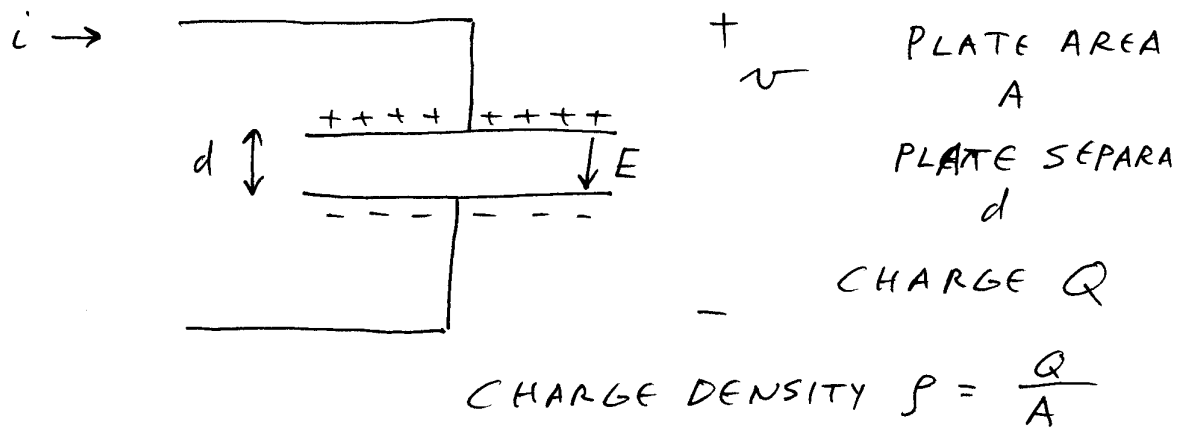 i →
+
v
PLATE AREA
A
+ + + + + + + +
d
E
PLATE SEPARA
d
- - - - - -
CHARGE Q
-
CHARGE DENSITY ρ = Q/A